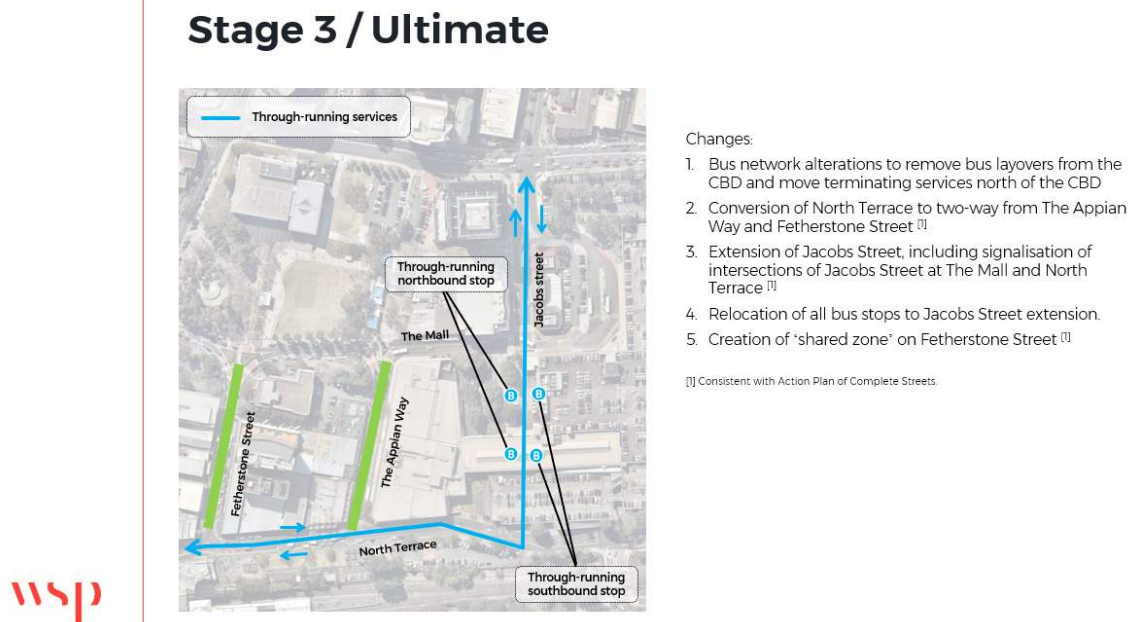 Stage 3 / Ultimate
Through-running services
Through-running
northbound stop
Jacobs street
The Mall
B
B
B
B
Fetherstone Street
The Appian Way
North Terrace
Through-running
southbound stop
Changes:
1. Bus network alterations to remove bus layovers from the
CBD and move terminating services north of the CBD
2. Conversion of North Terrace to two-way from The Appian
Way and Fetherstone Street [1]
3. Extension of Jacobs Street, including signalisation of
intersections of Jacobs Street at The Mall and North
Terrace [1]
4. Relocation of all bus stops to Jacobs Street extension.
5. Creation of ‘shared zone’ on Fetherstone Street [1]
[1] Consistent with Action Plan of Complete Streets.
wsp